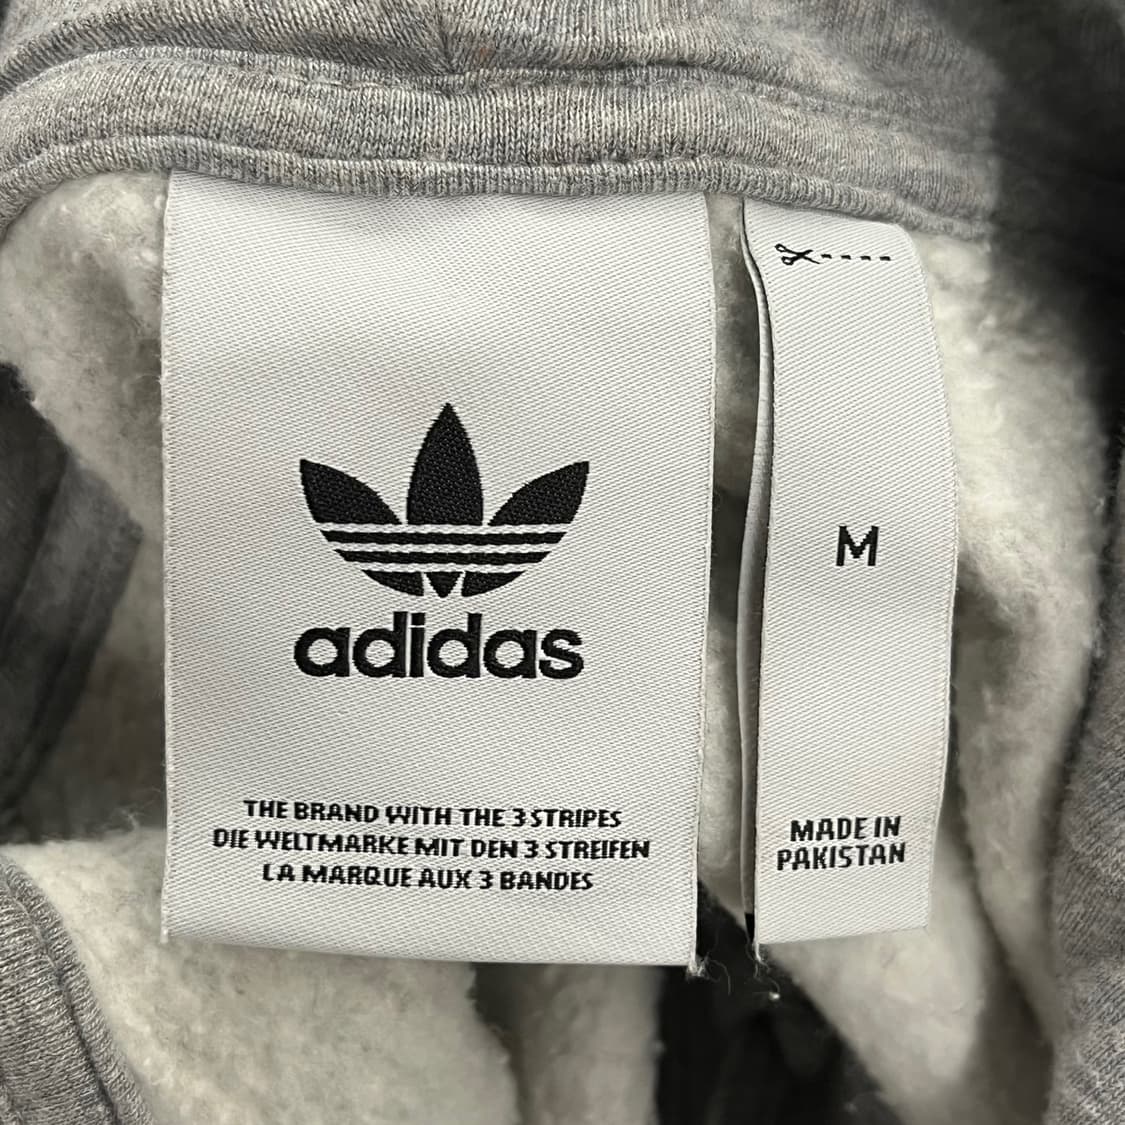 adidas
THE BRAND WITH THE 3 STRIPES
DIE WELTMARKE MIT DEN 3 STREIFEN
LA MARQUE AUX 3 BANDES
M
MADE IN
PAKISTAN